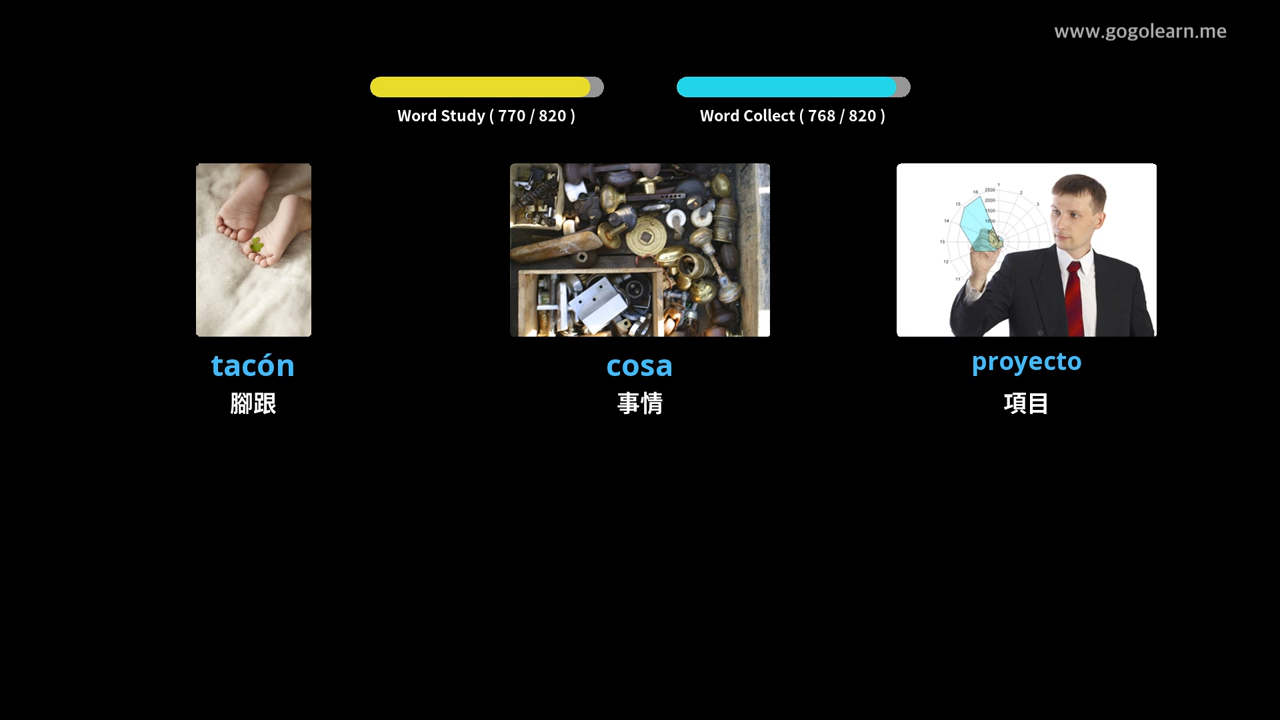 www.gogolearn.me
Word Study ( 770 / 820 )
Word Collect ( 768 / 820 )
tacón
腳跟
cosa
事情
proyecto
項目